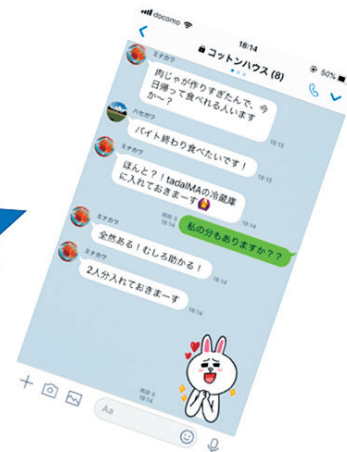 docomo
18:14
50%
コットンハウス (8)
ミナカワ
肉じゃが作りすぎたんで、今
日帰って食べれる人います
か〜?
18:13
ハセガワ
バイト終わり食べたいです!
18:13
ミナカワ
ほんと?!tadaIMAの冷蔵庫
に入れておきまーす
18:14
既読 5
18:14
私の分もありますか??
ミナカワ
全然ある!むしろ助かる!
18:14
ミナカワ
2人分入れておきまーす
18:14
既読 3
18:14
Aa